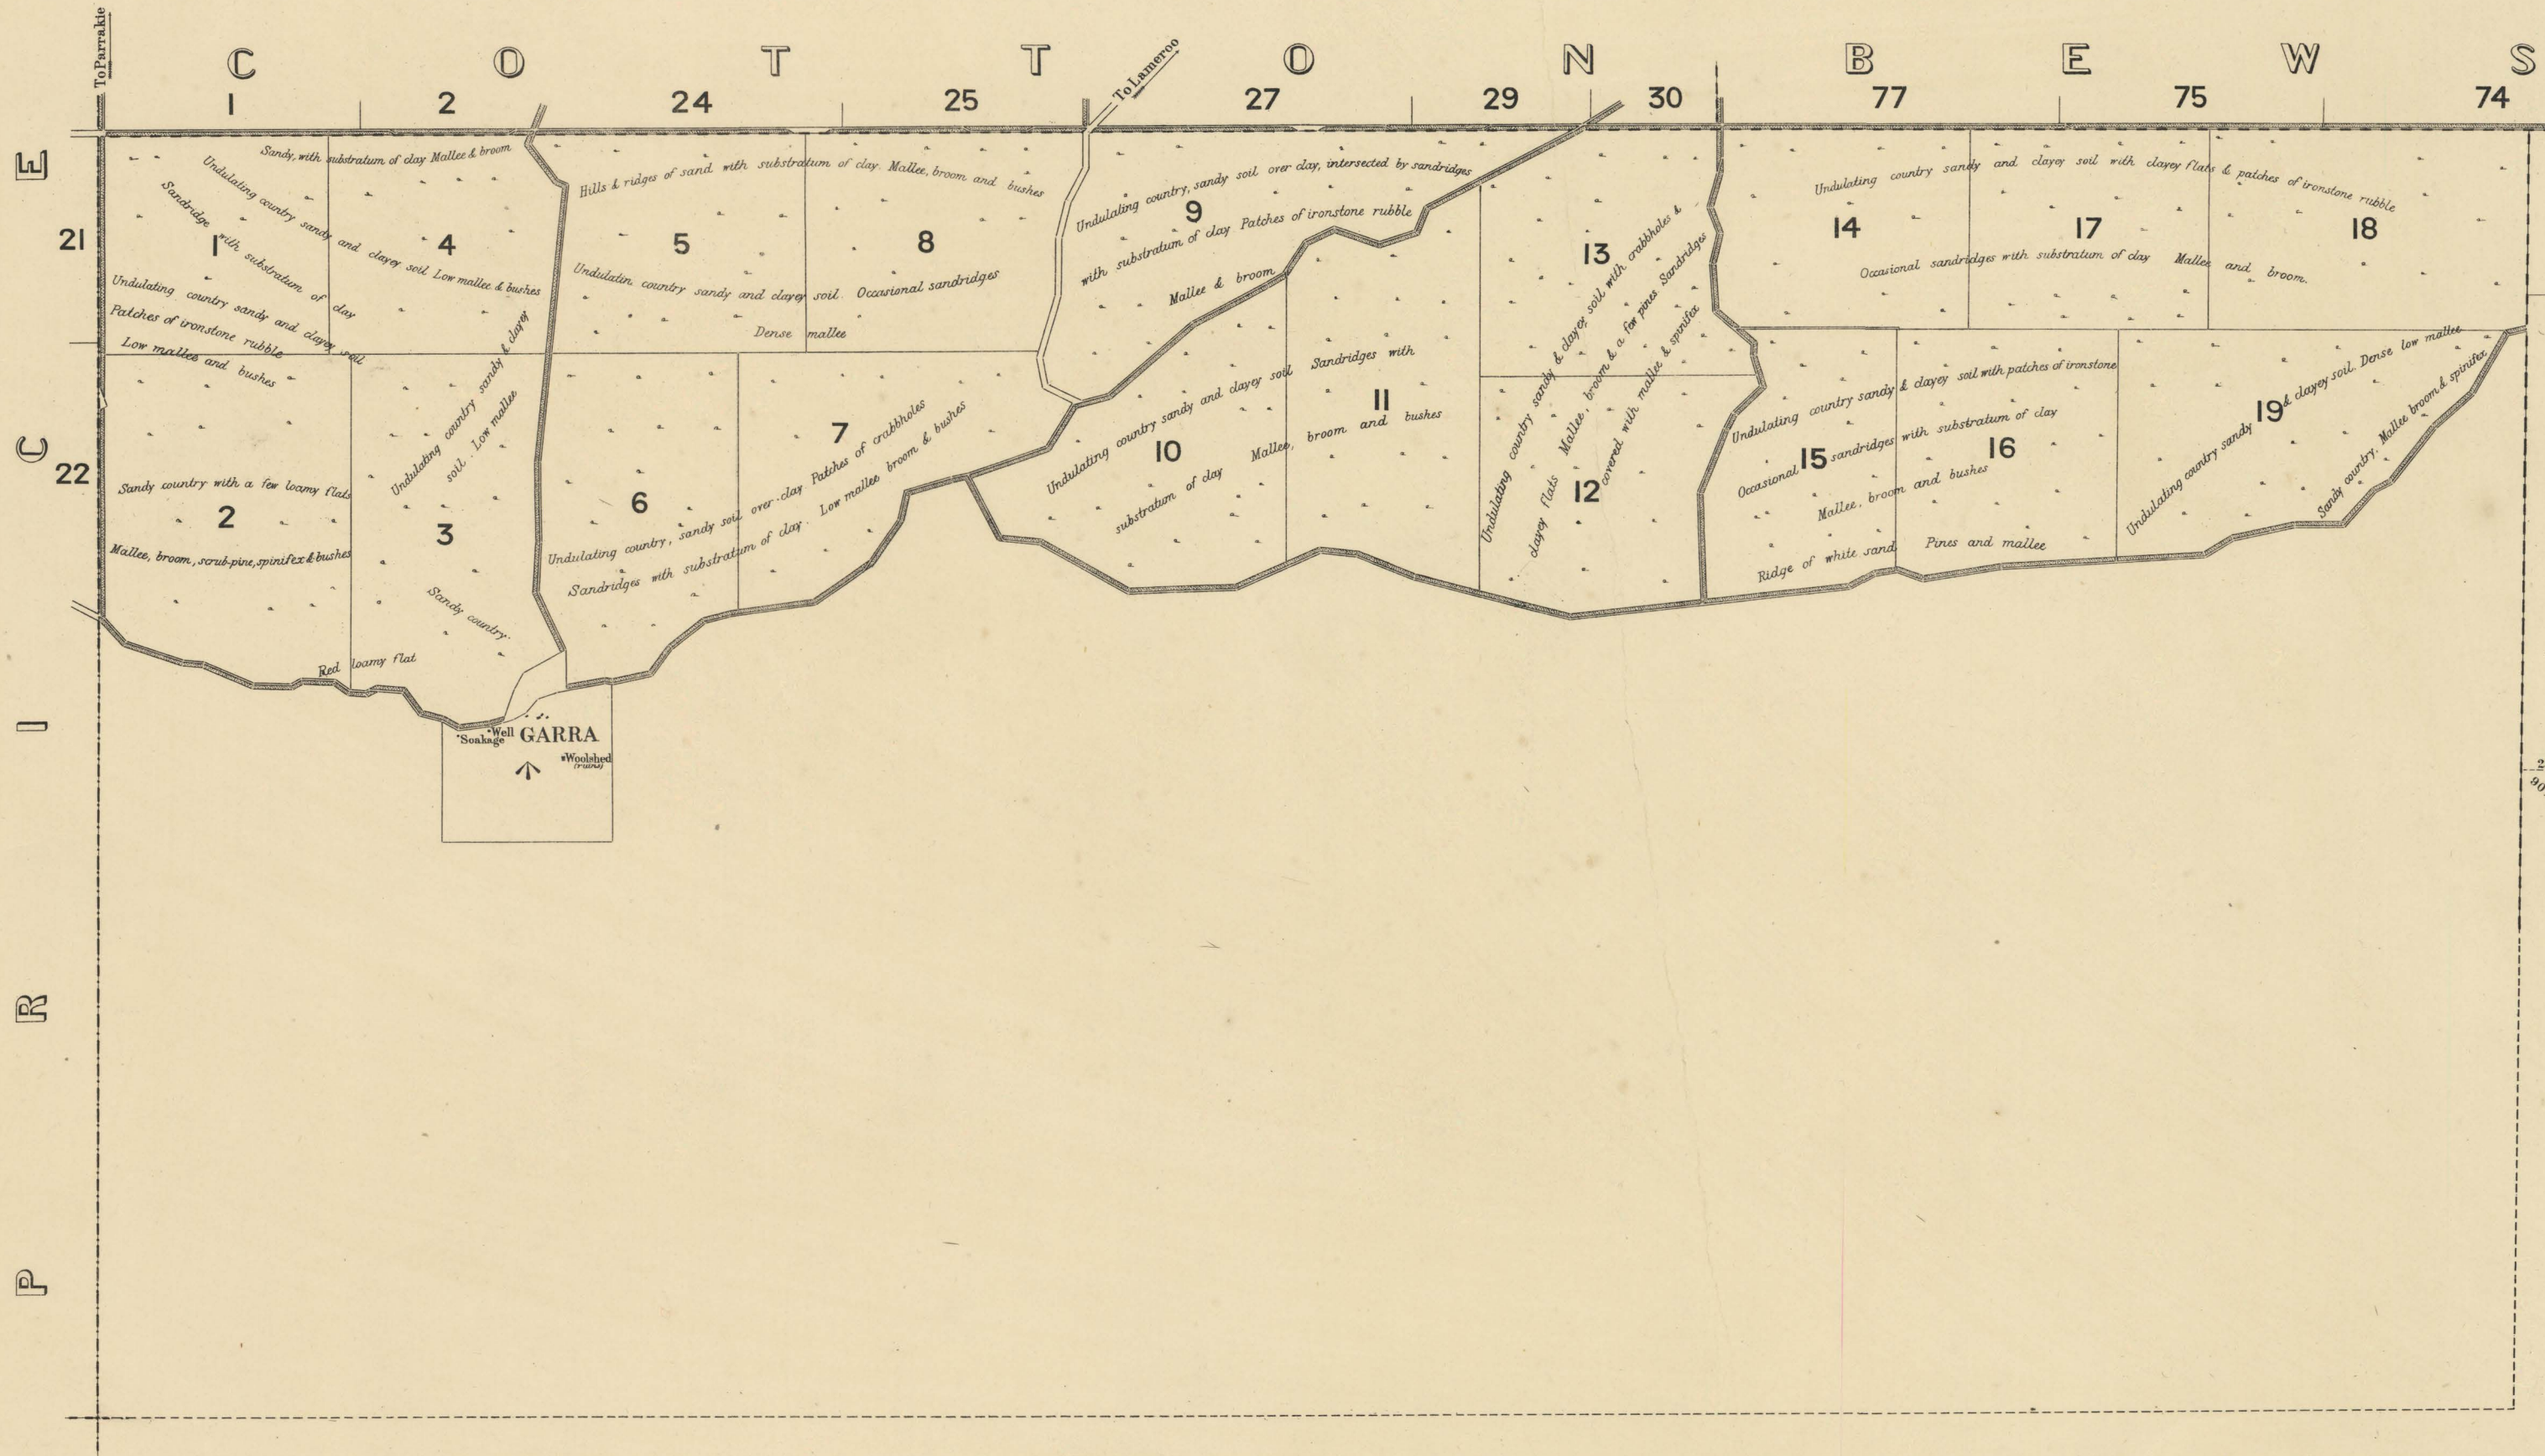 To Parrakie
COTTON
BEWS
To Lameroo
1 2 24 25 27 29 30 77 75 74
PRICE
21
22
Sandy, with substratum of clay Mallee & broom
Undulating country sandy and clayey soil Low mallee & bushes
Sandridge with substratum of clay
1
4
Undulating country sandy and clayey soil
Patches of ironstone rubble
Low mallee and bushes
Hills & ridges of sand with substratum of clay. Mallee, broom and bushes
5
8
Undulatin country sandy and clayey soil. Occasional sandridges
Dense mallee
Undulating country, sandy soil over clay, intersected by sandridges
9
with substratum of clay Patches of ironstone rubble
Mallee & broom
13
Undulating country sandy & clayey soil with crabbholes &
clayey flats Mallee, broom & a few pines Sandridges
covered with mallee & spinifex
12
Undulating country sandy and clayey soil with clayey flats & patches of ironstone rubble
14
17
18
Occasional sandridges with substratum of clay Mallee and broom.
Sandy country with a few loamy flats
2
Mallee, broom, scrub-pine, spinifex & bushes
Undulating country sandy & clayey
soil. Low mallee
3
Sandy country
Red loamy flat
7
6
Undulating country, sandy soil over clay Patches of crabbholes
Sandridges with substratum of clay. Low mallee broom & bushes
Undulating country sandy and clayey soil Sandridges with
10
11
substratum of clay Mallee, broom and bushes
Undulating country sandy & clayey soil with patches of ironstone
15
16
Occasional sandridges with substratum of clay
Mallee, broom and bushes
Ridge of white sand Pines and mallee
19
Undulating country sandy & clayey soil. Dense low mallee
Sandy country. Mallee broom & spinifex
Well
Soakage
GARRA
Woolshed
(ruins)
2
90